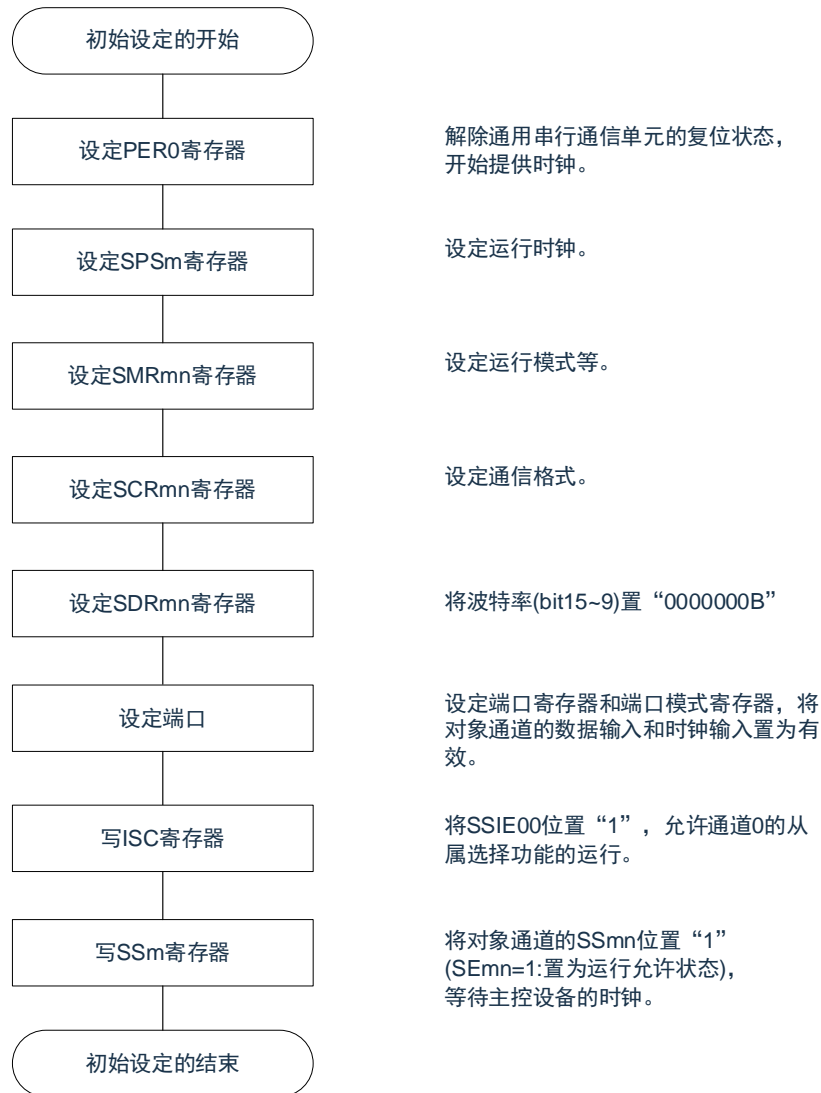 初始设定的开始
设定PER0寄存器
解除通用串行通信单元的复位状态，
开始提供时钟。
设定SPSm寄存器
设定运行时钟。
设定SMRmn寄存器
设定运行模式等。
设定SCRmn寄存器
设定通信格式。
设定SDRmn寄存器
将波特率(bit15~9)置“0000000B”
设定端口
设定端口寄存器和端口模式寄存器，将
对象通道的数据输入和时钟输入置为有
效。
写ISC寄存器
将SSIE00位置“1”，允许通道0的从
属选择功能的运行。
写SSm寄存器
将对象通道的SSmn位置“1”
(SEmn=1:置为运行允许状态)，
等待主控设备的时钟。
初始设定的结束